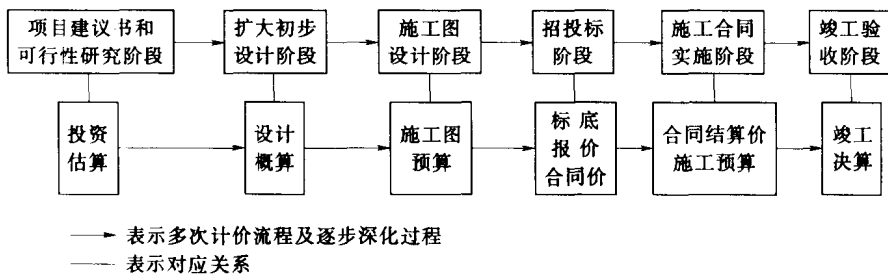 项目建议书和
可行性研究阶段
扩大初步
设计阶段
施工图
设计阶段
招投标
阶段
施工合同
实施阶段
竣工验
收阶段
投资
估算
设计
概算
施工图
预算
标 底
报 价
合同价
合同结算价
施工预算
竣工
决算
表示多次计价流程及逐步深化过程
表示对应关系